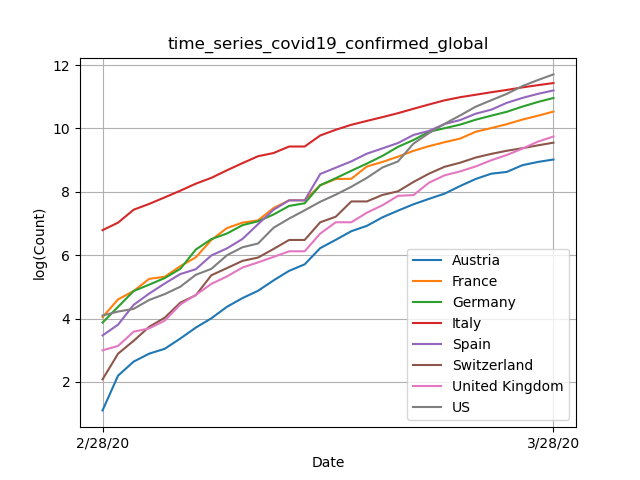 time_series_covid19_confirmed_global
12
10
8
6
4
2
log(Count)
Austria
France
Germany
Italy
Spain
Switzerland
United Kingdom
US
2/28/20
3/28/20
Date